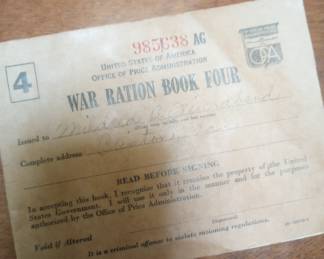 AG
UNITED STATES OF AMERICA
OFFICE OF PRICE ADMINISTRATION
4
WAR RATION BOOK FOUR
Issued to Mildred
Complete address
READ BEFORE SIGNING
In accepting this book, I recognize that it remains the property of the United
States Government. I will use it only in the manner and for the purposes
authorized by the Office of Price Administration.
Void if Altered
It is a criminal offense to violate rationing regulations.